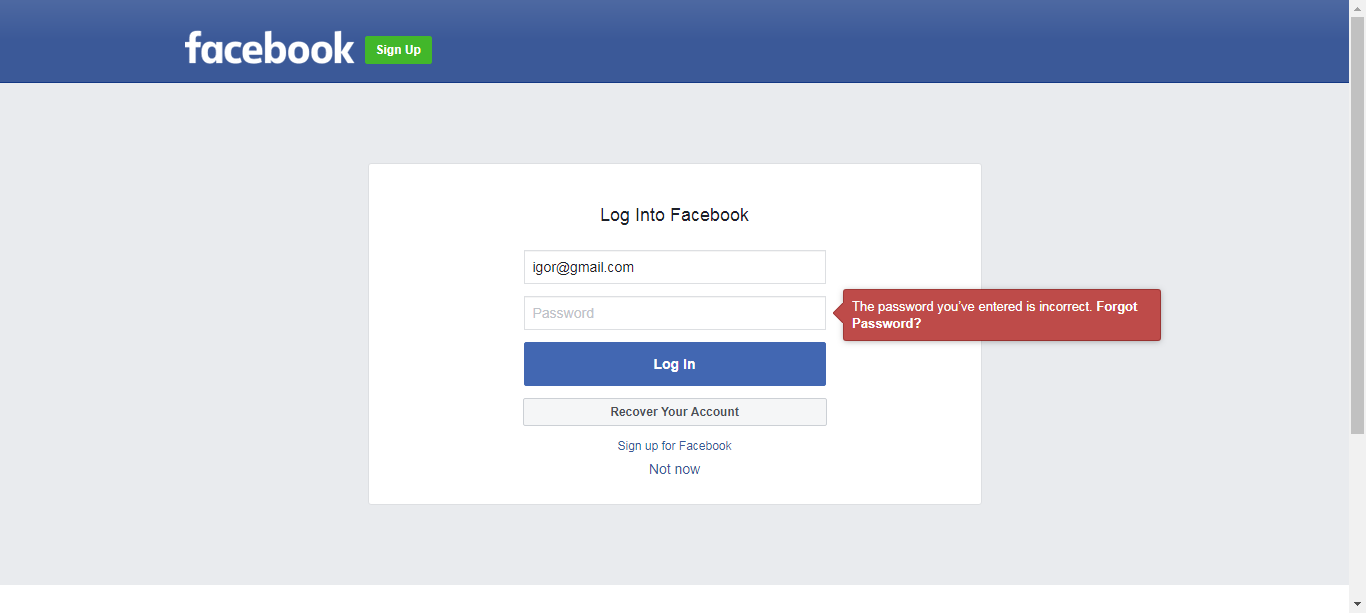 facebook
Sign Up
Log Into Facebook
igor@gmail.com
Password
The password you’ve entered is incorrect. Forgot
Password?
Log In
Recover Your Account
Sign up for Facebook
Not now